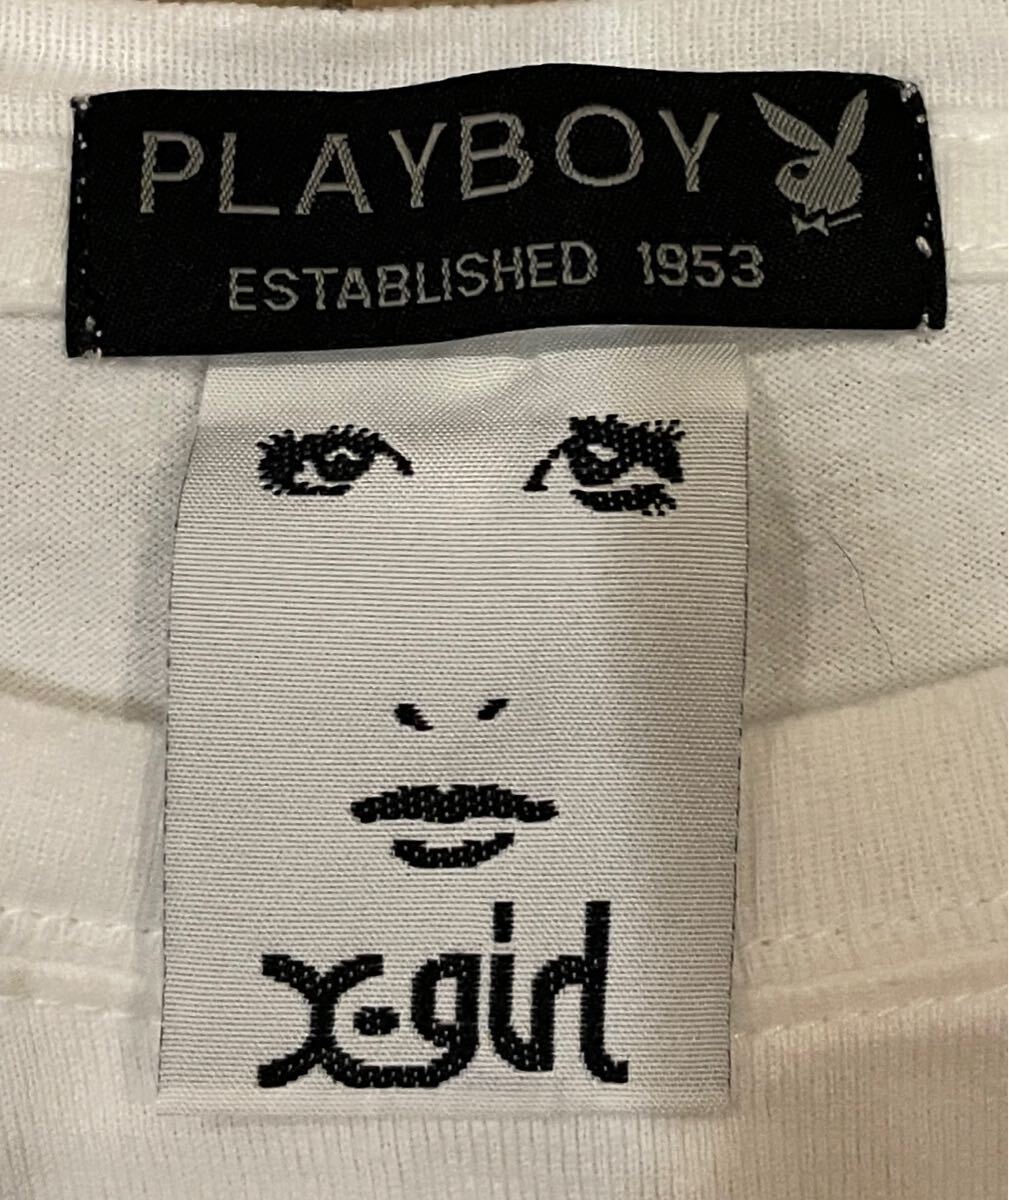 PLAYBOY
ESTABLISHED 1953
X-girl